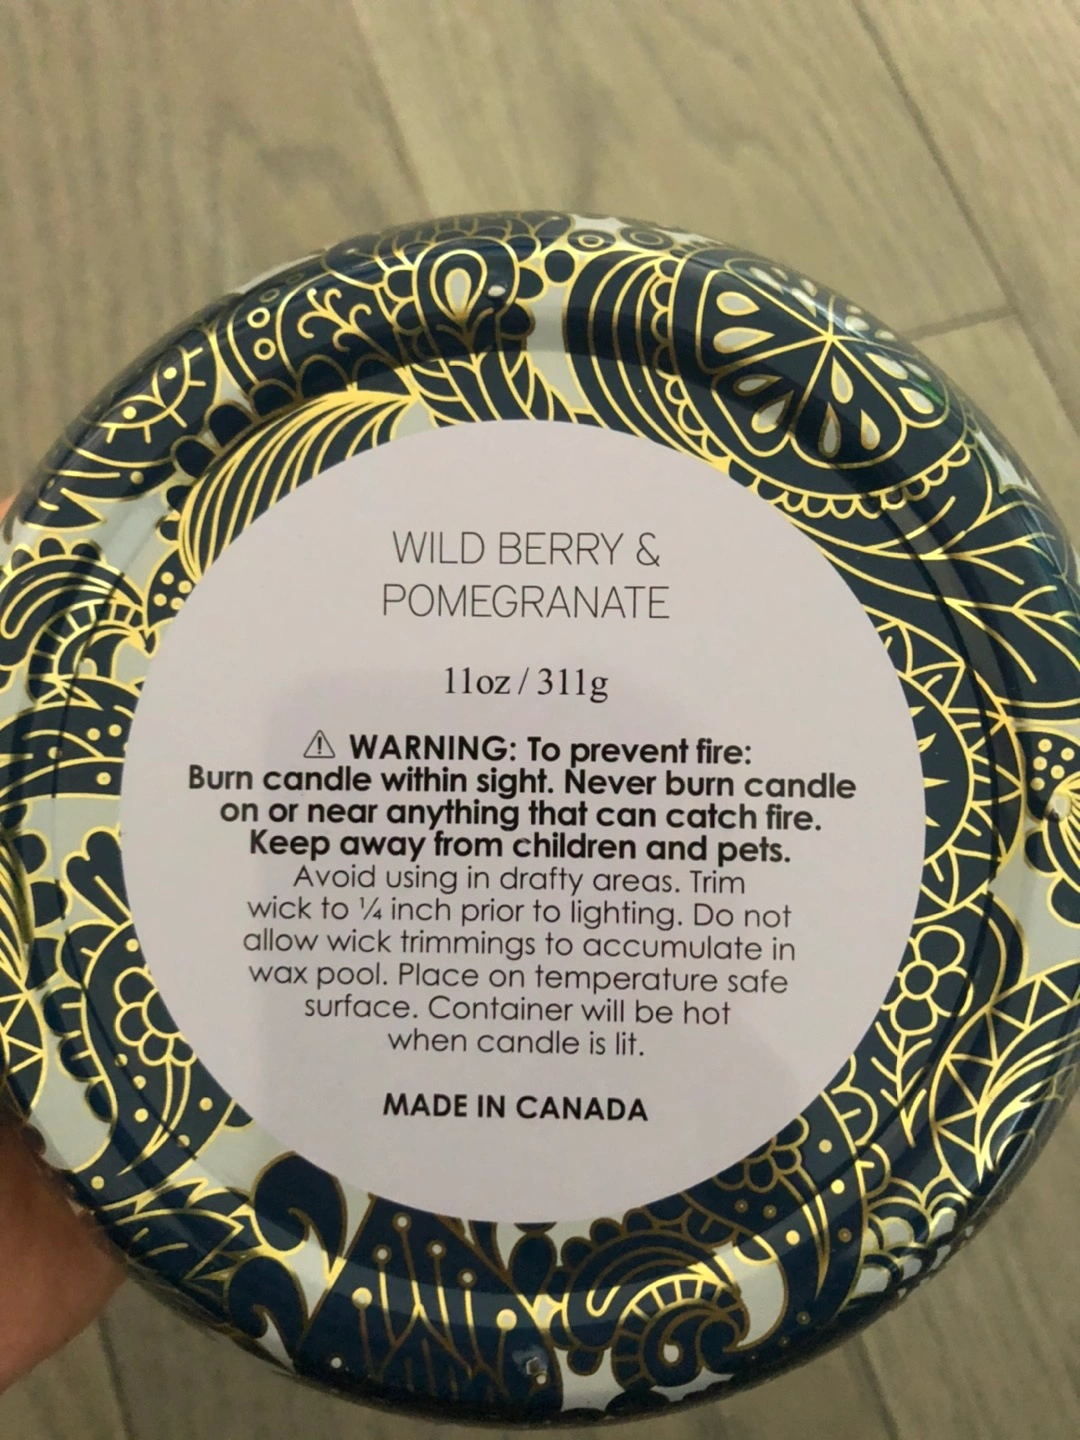 WILD BERRY &
POMEGRANATE
11oz / 311g
⚠ WARNING: To prevent fire:
Burn candle within sight. Never burn candle
on or near anything that can catch fire.
Keep away from children and pets.
Avoid using in drafty areas. Trim
wick to ¼ inch prior to lighting. Do not
allow wick trimmings to accumulate in
wax pool. Place on temperature safe
surface. Container will be hot
when candle is lit.
MADE IN CANADA